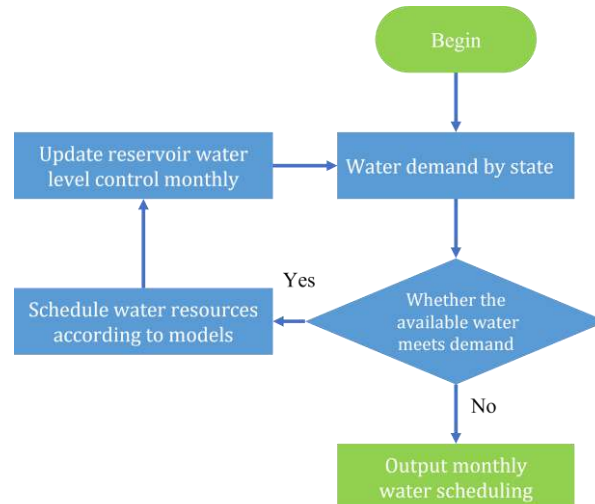 Begin
Update reservoir water
level control monthly
Water demand by state
Yes
Schedule water resources
according to models
Whether the
available water
meets demand
No
Output monthly
water scheduling